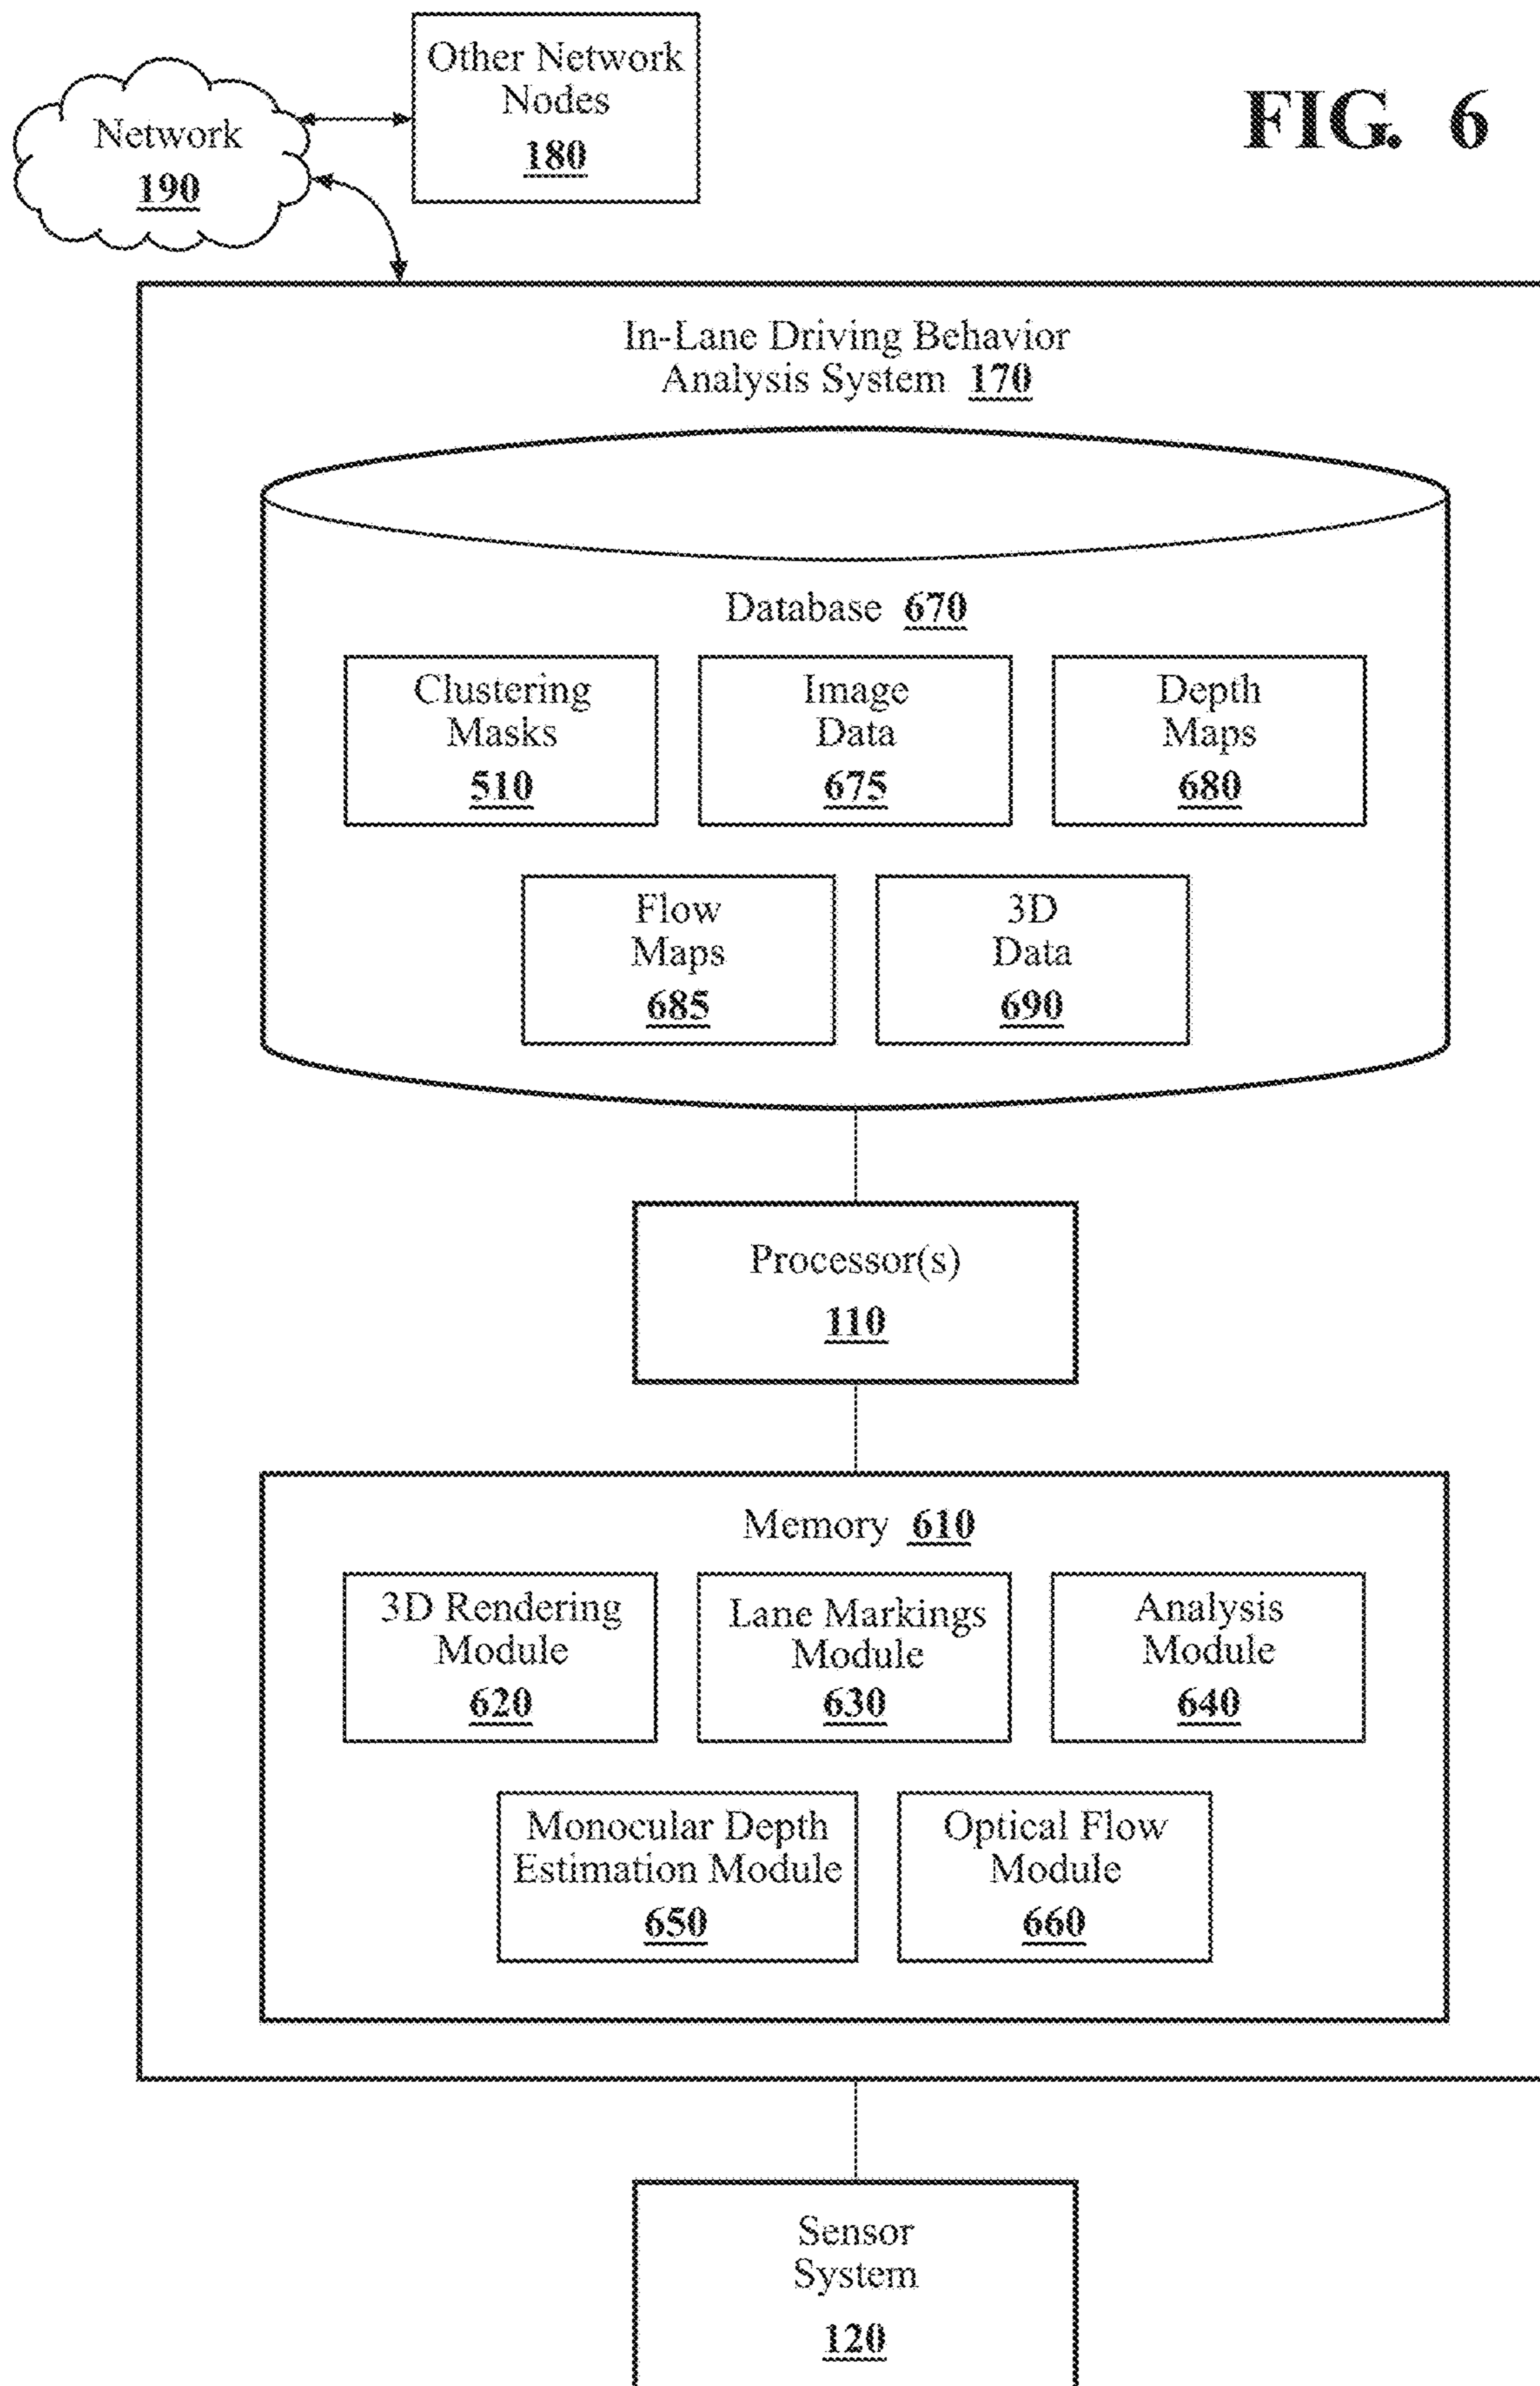 Other Network
Nodes
180
FIG. 6
Network
190
In-Lane Driving Behavior
Analysis System 170
Database 670
Clustering
Masks
510
Image
Data
675
Depth
Maps
680
Flow
Maps
685
3D
Data
690
Processor(s)
110
Memory 610
3D Rendering
Module
620
Lane Markings
Module
630
Analysis
Module
640
Monocular Depth
Estimation Module
650
Optical Flow
Module
660
Sensor
System
120